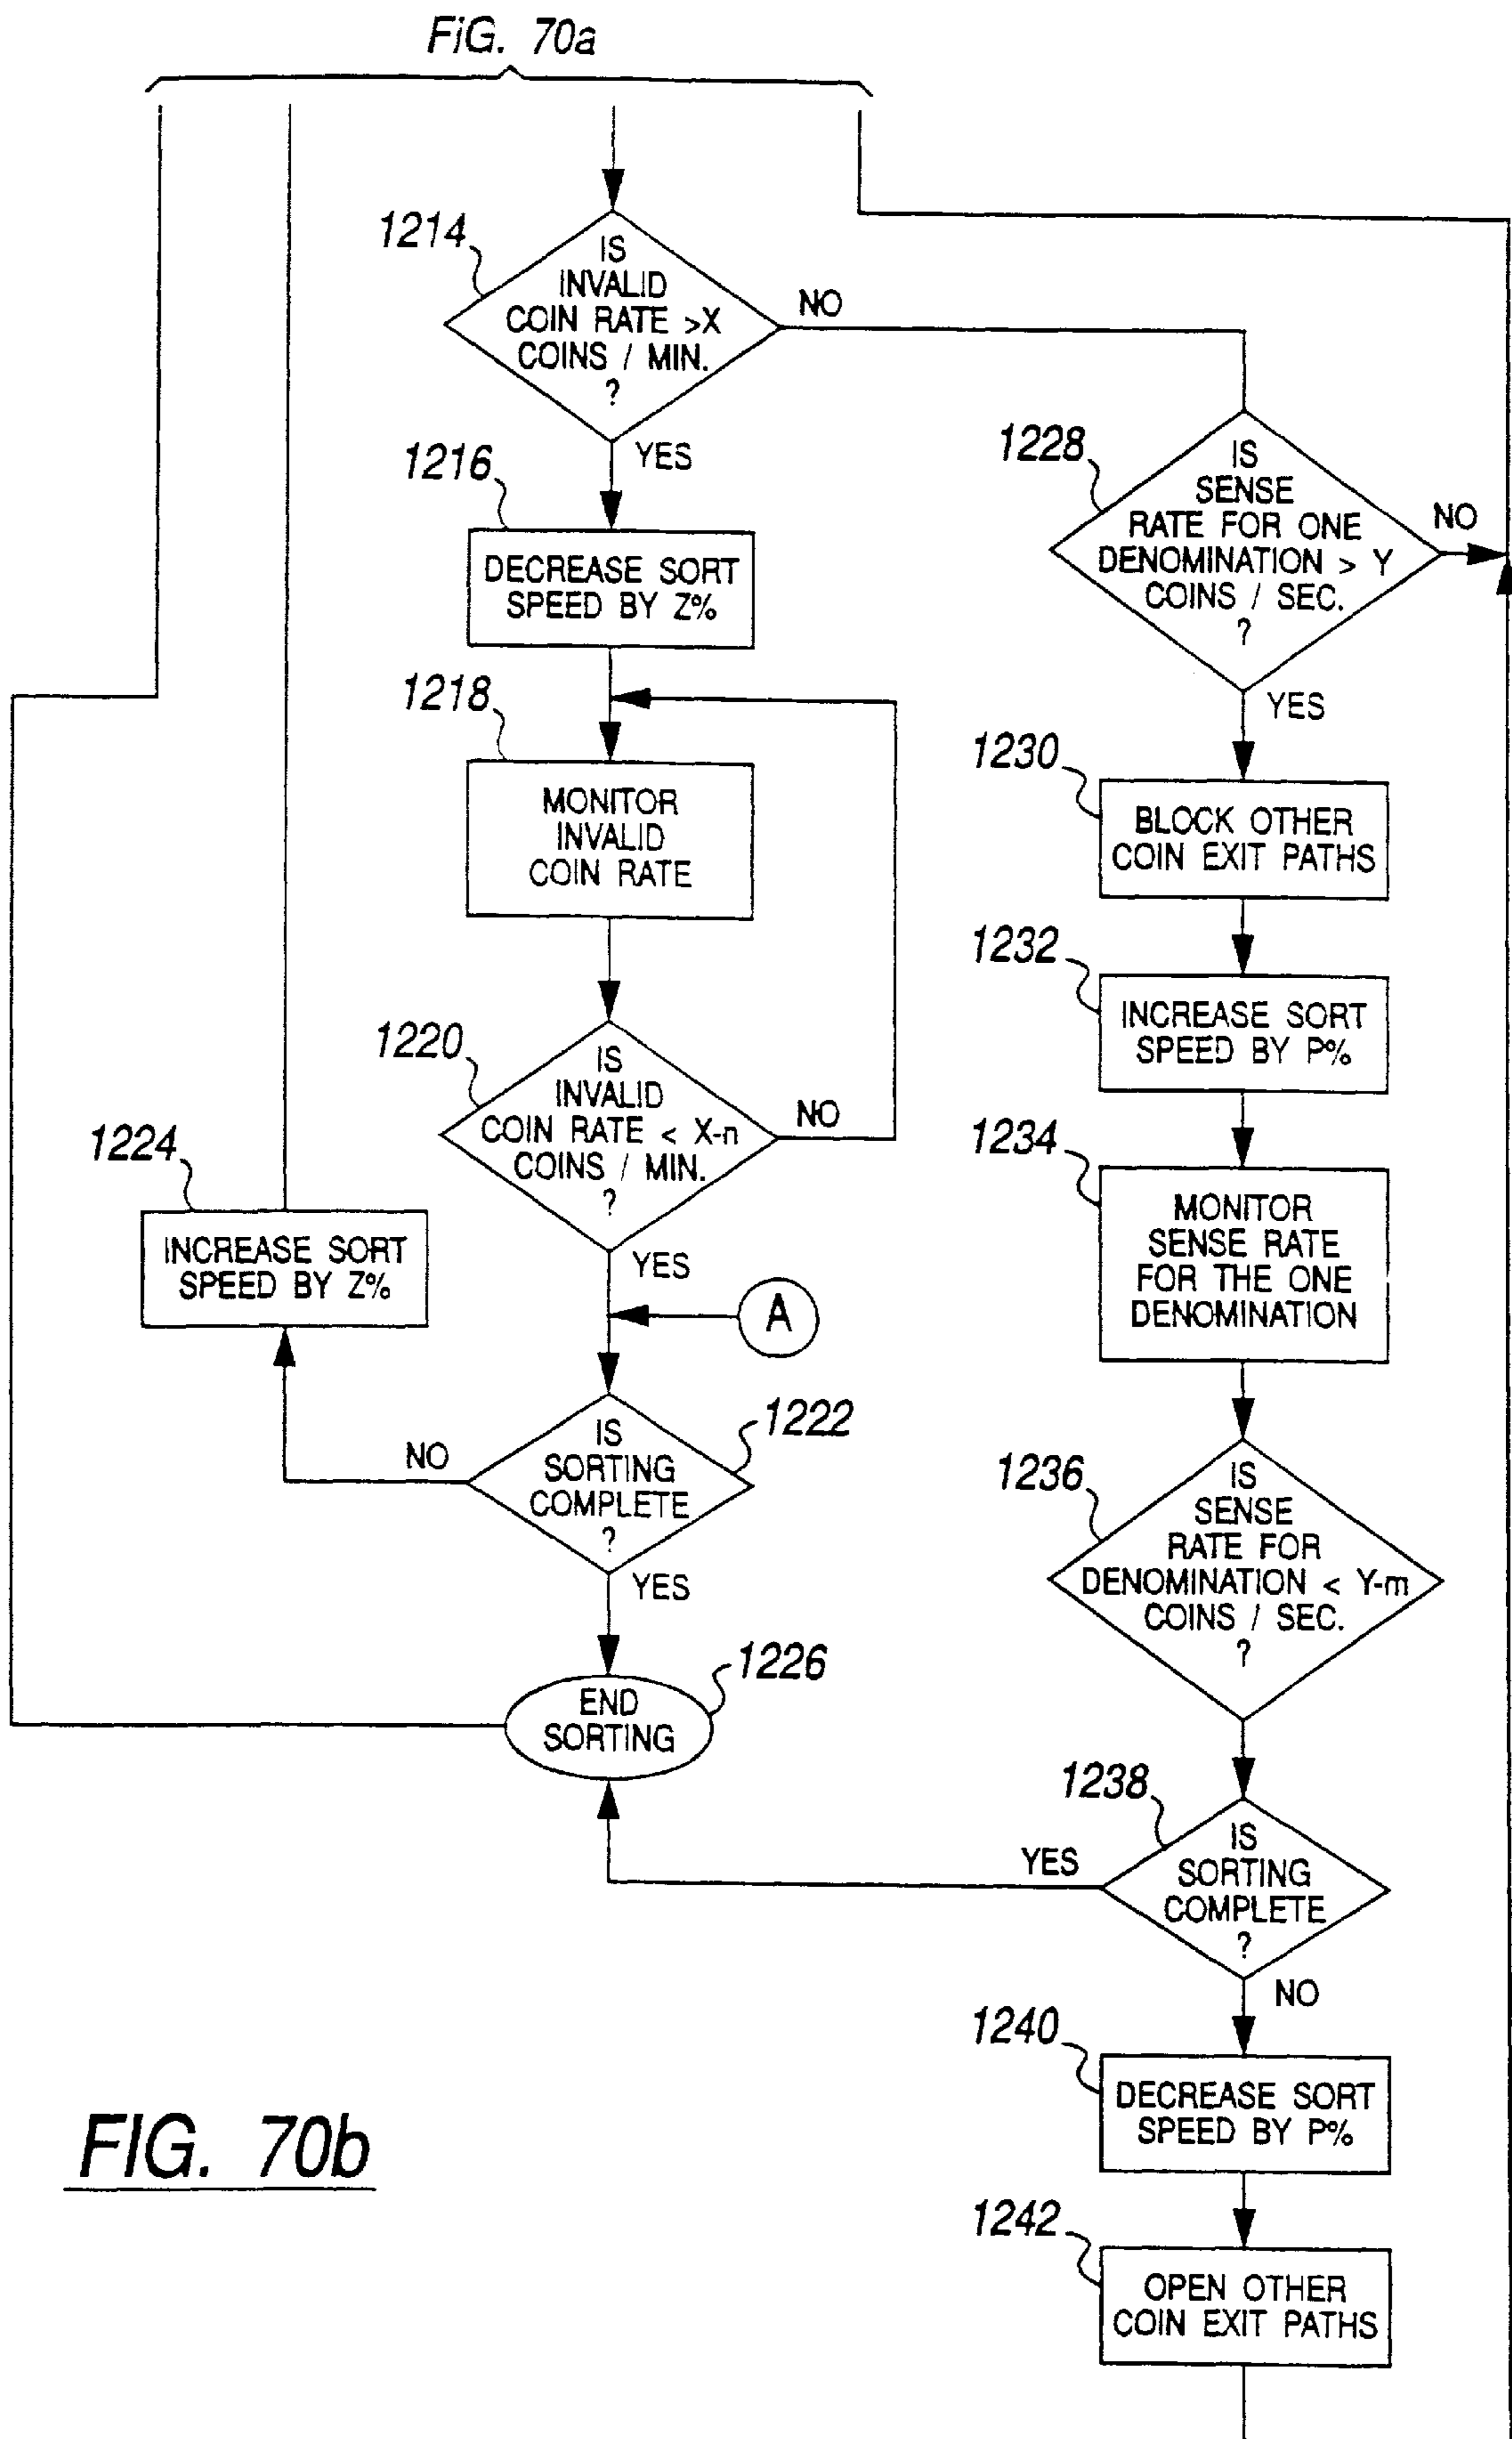 FIG. 70a
1214
IS
INVALID
COIN RATE >X
COINS / MIN.
?
NO
YES
1216
DECREASE SORT
SPEED BY Z%
1218
MONITOR
INVALID
COIN RATE
1220
IS
INVALID
COIN RATE < X-n
COINS / MIN.
?
NO
YES
1224
INCREASE SORT
SPEED BY Z%
A
1222
IS
SORTING
COMPLETE
?
NO
YES
1226
END
SORTING
1228
IS
SENSE
RATE FOR ONE
DENOMINATION > Y
COINS / SEC.
?
NO
YES
1230
BLOCK OTHER
COIN EXIT PATHS
1232
INCREASE SORT
SPEED BY P%
1234
MONITOR
SENSE RATE
FOR THE ONE
DENOMINATION
1236
IS
SENSE
RATE FOR
DENOMINATION < Y-m
COINS / SEC.
?
1238
IS
SORTING
COMPLETE
?
YES
NO
1240
DECREASE SORT
SPEED BY P%
1242
OPEN OTHER
COIN EXIT PATHS
FIG. 70b